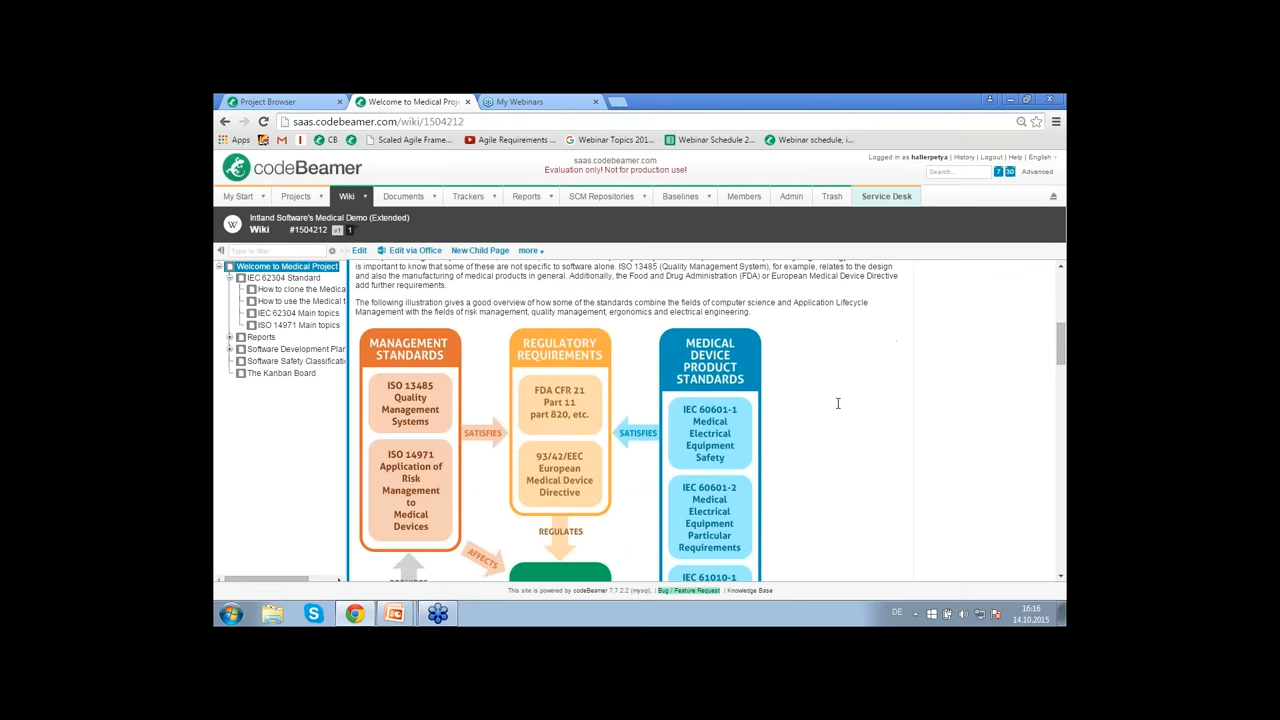 Project Browser
Welcome to Medical Proj
My Webinars
saas.codebeamer.com/wiki/1504212
Apps
CB
Scaled Agile Frame...
Agile Requirements ...
Webinar Topics 201...
Webinar Schedule 2...
Webinar schedule, i...
codeBeamer
saas.codebeamer.com
Evaluation only! Not for production use!
Logged in as hallerpetya | History | Logout | Help | English
Search...
7 30 Advanced
My Start
Projects
Wiki
Documents
Trackers
Reports
SCM Repositories
Baselines
Members
Admin
Trash
Service Desk
Intland Software's Medical Demo (Extended)
Wiki #1504212 v1 1
Type to filter
Edit
Edit via Office
New Child Page
more
Welcome to Medical Project
IEC 62304 Standard
How to clone the Medica
How to use the Medical t
IEC 62304 Main topics
ISO 14971 Main topics
Reports
Software Development Plar
Software Safety Classificati
The Kanban Board
is important to know that some of these are not specific to software alone. ISO 13485 (Quality Management System), for example, relates to the design
and also the manufacturing of medical products in general. Additionally, the Food and Drug Administration (FDA) or European Medical Device Directive
add further requirements.
The following illustration gives a good overview of how some of the standards combine the fields of computer science and Application Lifecycle
Management with the fields of risk management, quality management, ergonomics and electrical engineering.
MANAGEMENT
STANDARDS
ISO 13485
Quality
Management
Systems
ISO 14971
Application of
Risk
Management
to
Medical
Devices
SATISFIES
REGULATORY
REQUIREMENTS
FDA CFR 21
Part 11
part 820, etc.
93/42/EEC
European
Medical Device
Directive
REGULATES
AFFECTS
SATISFIES
MEDICAL
DEVICE
PRODUCT
STANDARDS
IEC 60601-1
Medical
Electrical
Equipment
Safety
IEC 60601-2
Medical
Electrical
Equipment
Particular
Requirements
IEC 61010-1
This site is powered by codeBeamer 7.7.2.2 (mysql). | Bug / Feature Request | Knowledge Base
DE
16:16
14.10.2015